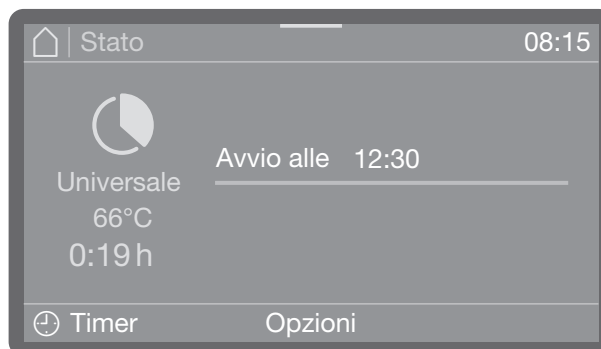 Stato 08:15
Avvio alle 12:30
Universale
66°C
0:19 h
Timer Opzioni